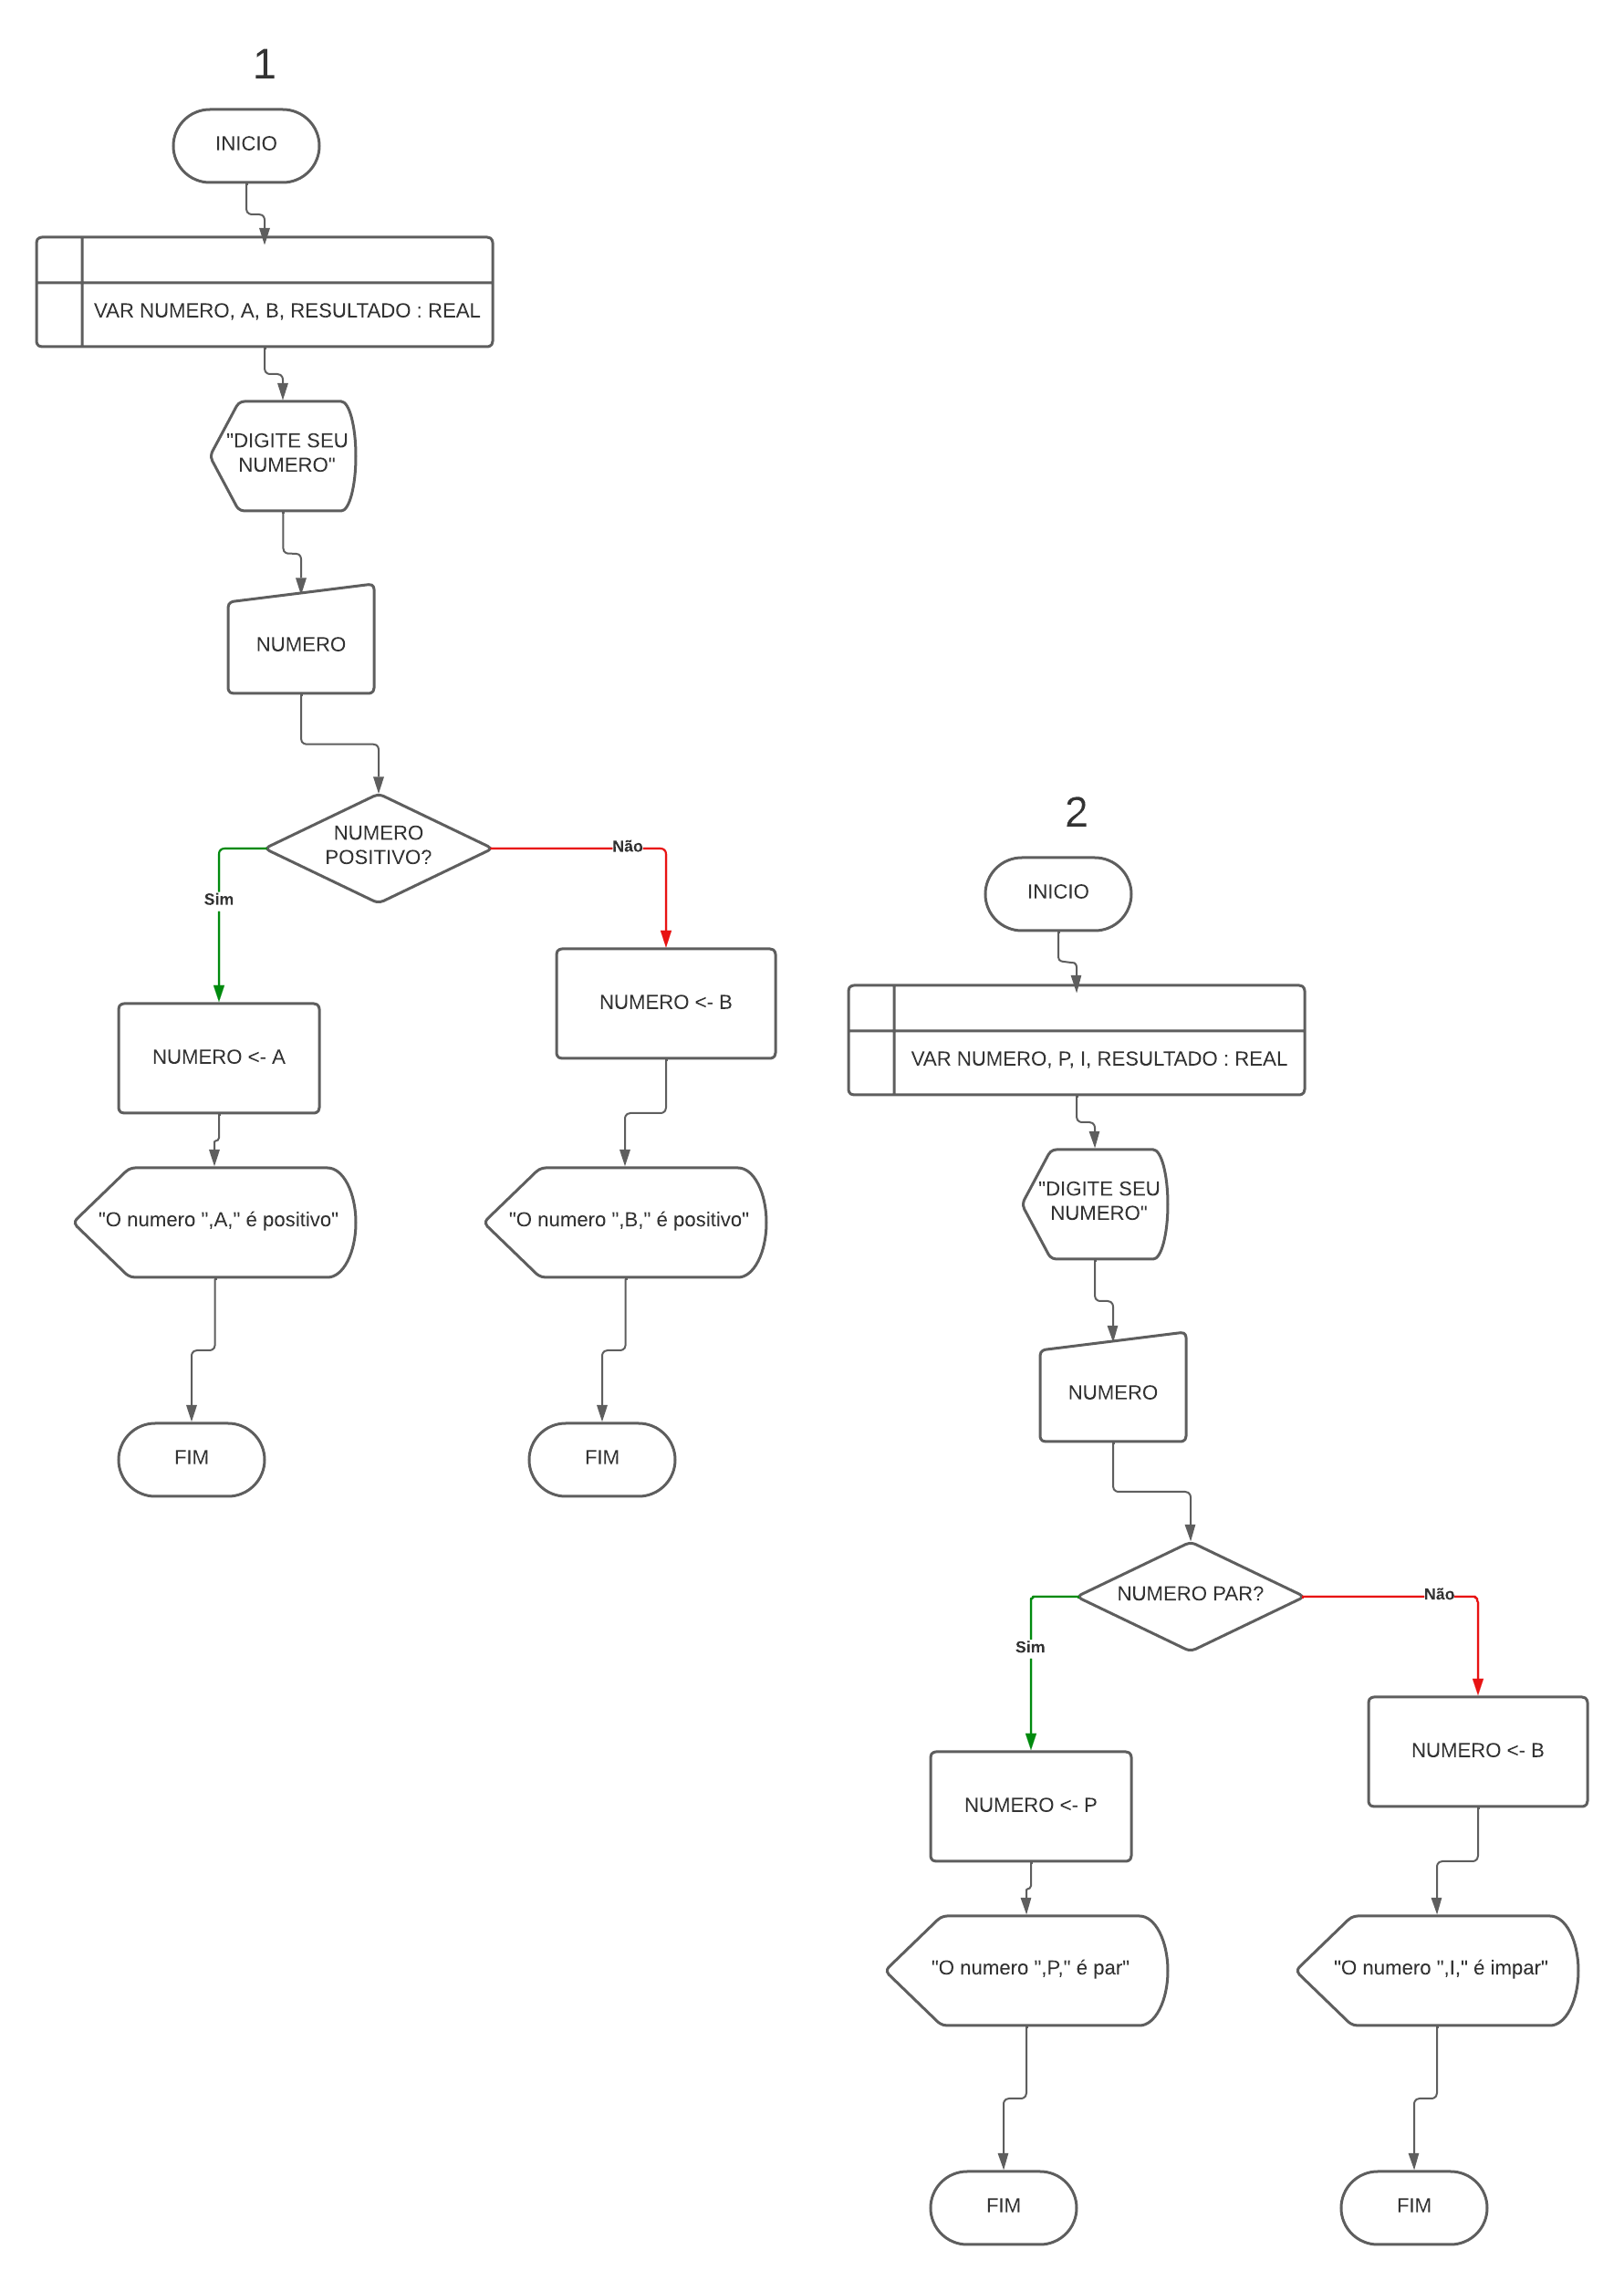 1
INICIO
VAR NUMERO, A, B, RESULTADO : REAL
"DIGITE SEU
NUMERO"
NUMERO
NUMERO
POSITIVO?
Sim
Não
NUMERO <- A
NUMERO <- B
"O numero ",A," é positivo"
"O numero ",B," é positivo"
FIM
FIM
2
INICIO
VAR NUMERO, P, I, RESULTADO : REAL
"DIGITE SEU
NUMERO"
NUMERO
NUMERO PAR?
Sim
Não
NUMERO <- P
NUMERO <- B
"O numero ",P," é par"
"O numero ",I," é impar"
FIM
FIM